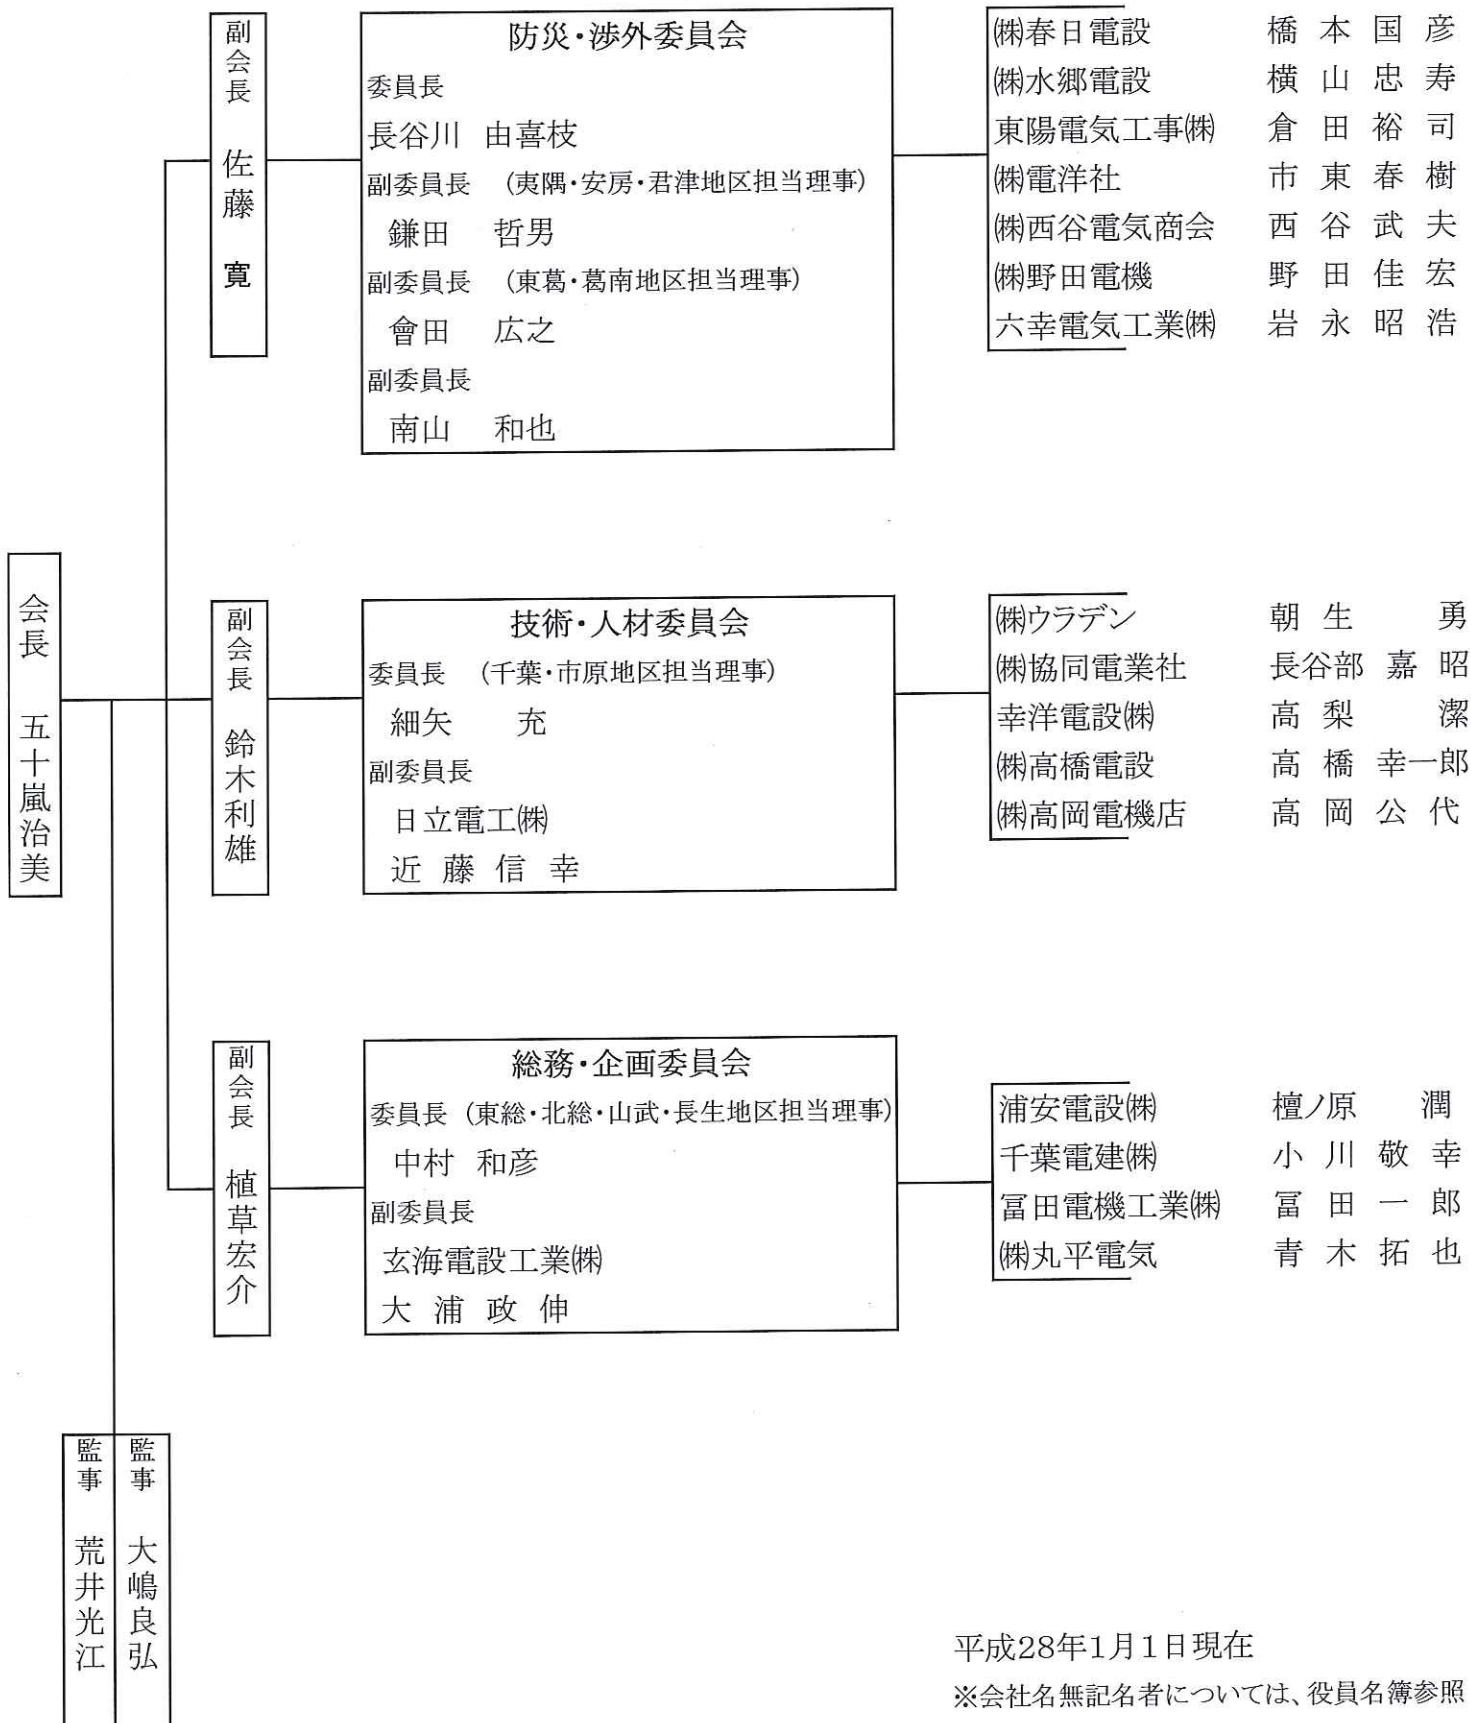 会長 五十嵐治美
副会長 佐藤 寛
防災・渉外委員会
委員長
長谷川 由喜枝
副委員長 (夷隅・安房・君津地区担当理事)
鎌田 哲男
副委員長 (東葛・葛南地区担当理事)
會田 広之
副委員長
南山 和也
㈱春日電設 橋本国彦
㈱水郷電設 横山忠寿
東陽電気工事㈱ 倉田裕司
㈱電洋社 市東春樹
㈱西谷電気商会 西谷武夫
㈱野田電機 野田佳宏
六幸電気工業㈱ 岩永昭浩
副会長 鈴木利雄
技術・人材委員会
委員長 (千葉・市原地区担当理事)
細矢 充
副委員長
日立電工㈱
近藤信幸
㈱ウラデン 朝生 勇
㈱協同電業社 長谷部嘉昭
幸洋電設㈱ 高梨 潔
㈱高橋電設 高橋幸一郎
㈱高岡電機店 高岡公代
副会長 植草宏介
総務・企画委員会
委員長 (東総・北総・山武・長生地区担当理事)
中村 和彦
副委員長
玄海電設工業㈱
大浦政伸
浦安電設㈱ 檀ノ原 潤
千葉電建㈱ 小川敬幸
冨田電機工業㈱ 冨田一郎
㈱丸平電気 青木拓也
監事 大嶋良弘
監事 荒井光江
平成28年1月1日現在
※会社名無記名者については、役員名簿参照